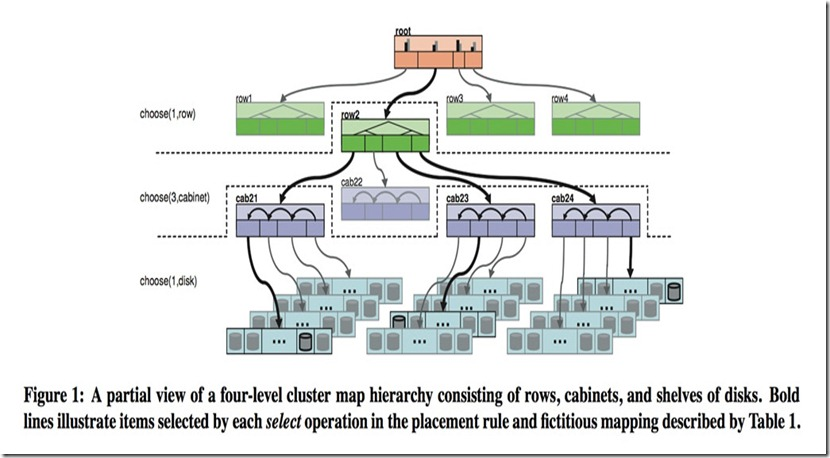 root
row1
row3
row4
choose(1,row)
row2
cab22
choose(3,cabinet)
cab21
cab23
cab24
choose(1,disk)
...
...
...
...
...
...
...
...
...
...
...
...
Figure 1: A partial view of a four-level cluster map hierarchy consisting of rows, cabinets, and shelves of disks. Bold
lines illustrate items selected by each select operation in the placement rule and fictitious mapping described by Table 1.